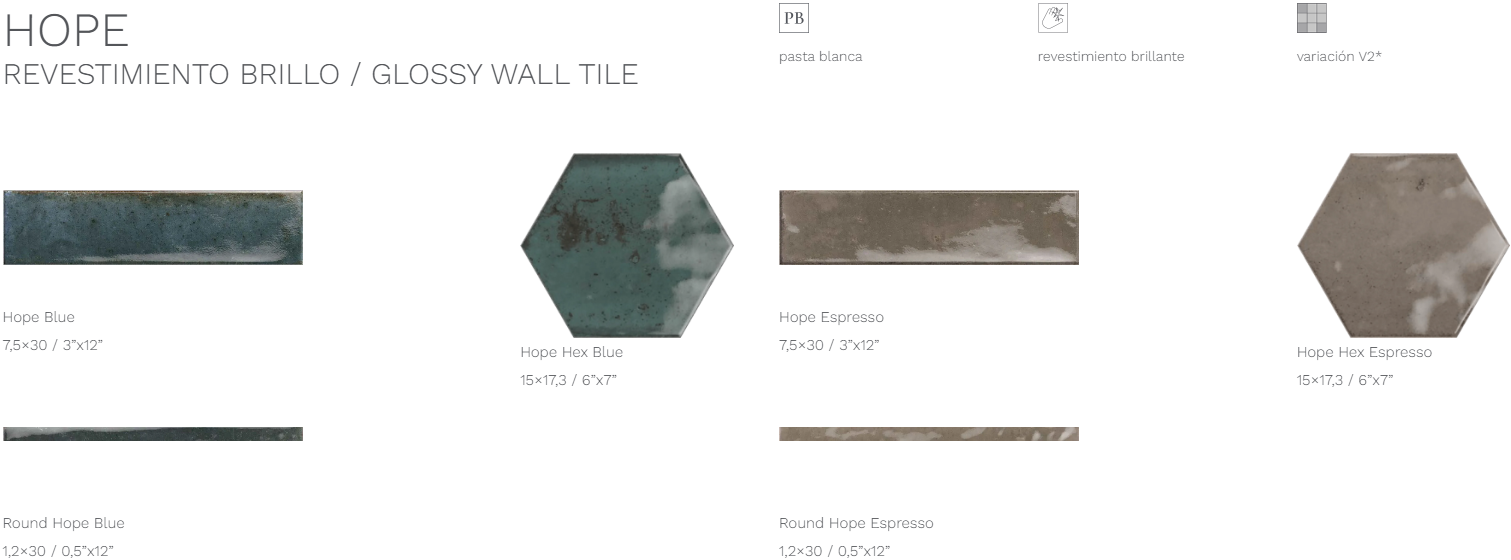 HOPE
REVESTIMIENTO BRILLO / GLOSSY WALL TILE
PB
pasta blanca
revestimiento brillante
variación V2*
Hope Blue
7,5×30 / 3”x12”
Hope Hex Blue
15×17,3 / 6”x7”
Hope Espresso
7,5×30 / 3”x12”
Hope Hex Espresso
15×17,3 / 6”x7”
Round Hope Blue
1,2×30 / 0,5”x12”
Round Hope Espresso
1,2×30 / 0,5”x12”